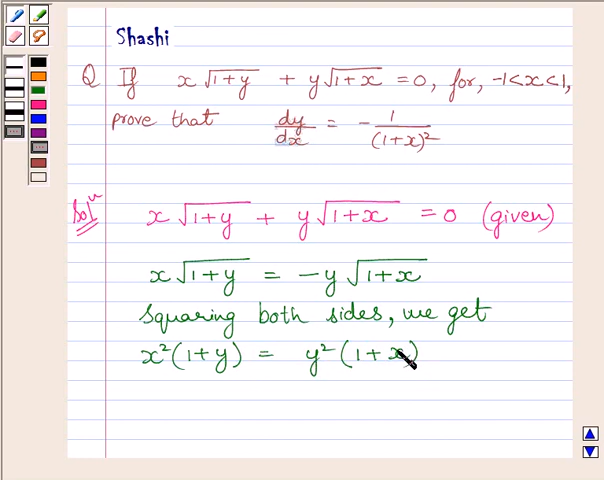 Shashi
Q If x √1+y + y √1+x = 0, for, -1<x<1,
prove that dy/dx = - 1/(1+x)²
Solⁿ x √1+y + y √1+x = 0 (given)
x √1+y = -y √1+x
Squaring both sides, we get
x² (1+y) = y² (1+x)